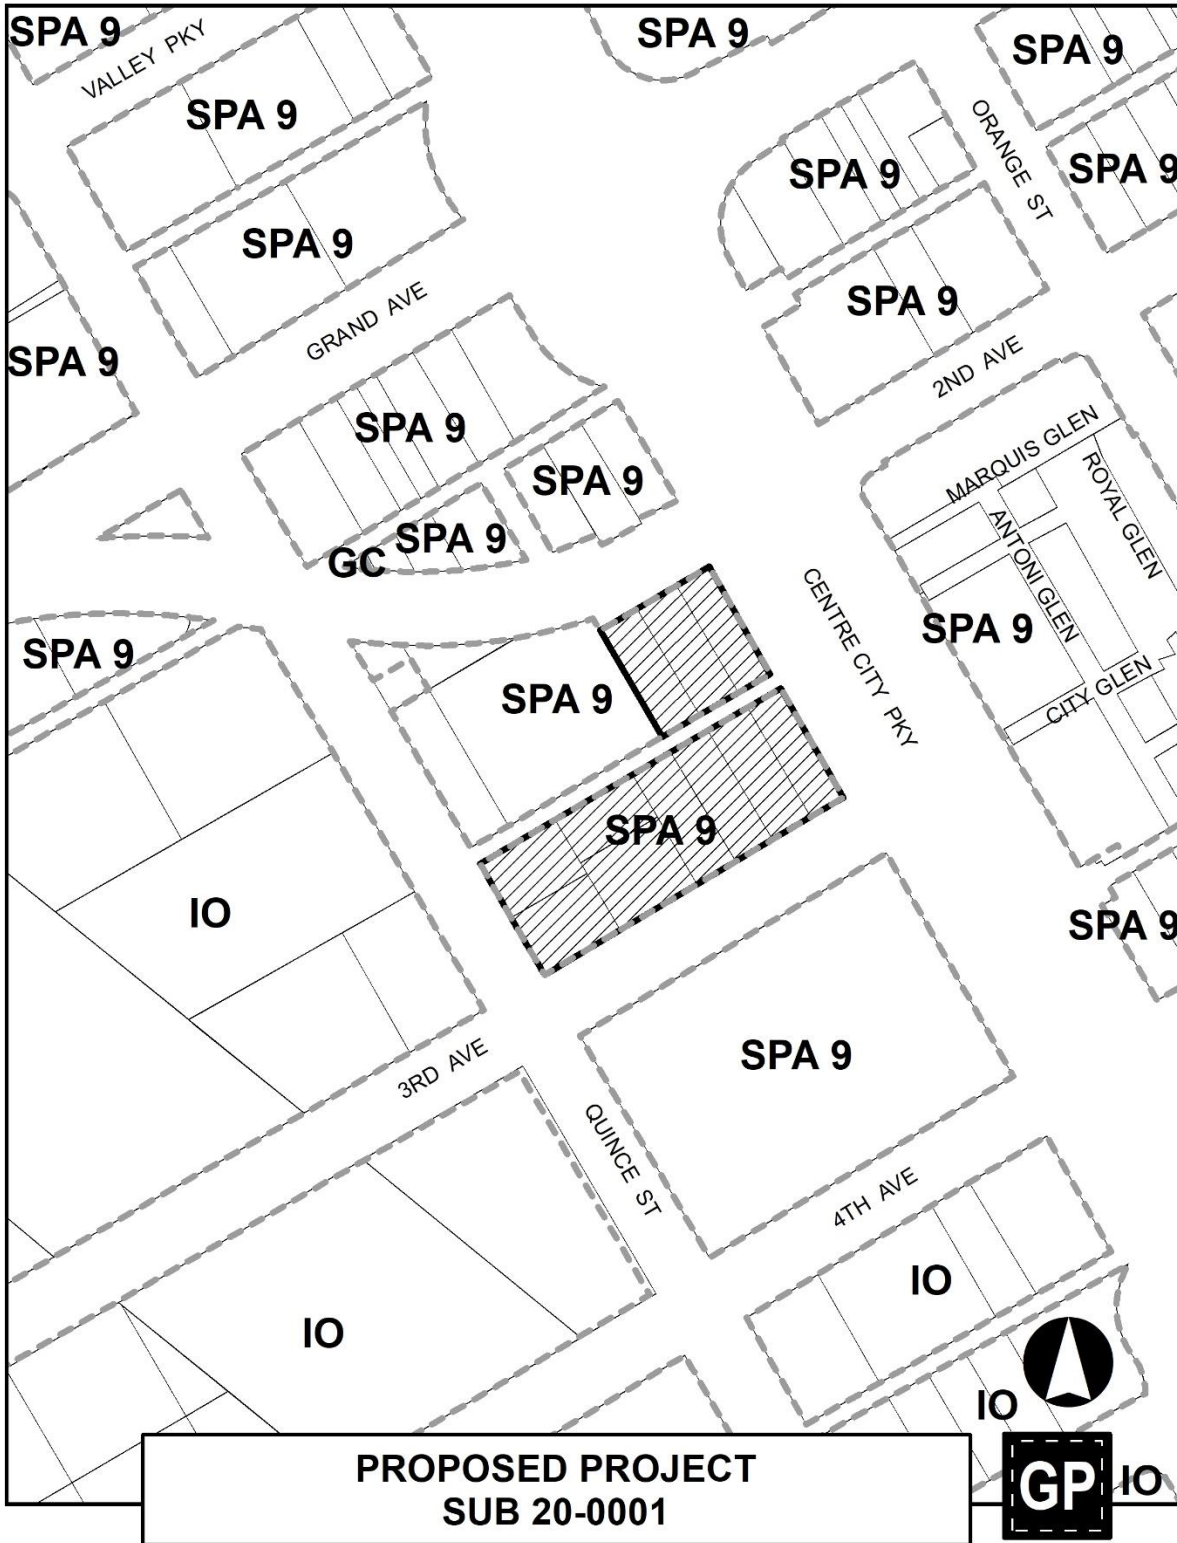 SPA 9
VALLEY PKY
SPA 9
SPA 9
SPA 9
ORANGE ST
SPA 9
SPA 9
SPA 9
SPA 9
GRAND AVE
SPA 9
SPA 9
2ND AVE
SPA 9
SPA 9
MARQUIS GLEN
ROYAL GLEN
ANTONI GLEN
SPA 9
GC
CENTRE CITY PKY
SPA 9
SPA 9
CITY GLEN
SPA 9
SPA 9
IO
SPA 9
SPA 9
3RD AVE
QUINCE ST
4TH AVE
IO
IO
IO
PROPOSED PROJECT
SUB 20-0001
GP
IO